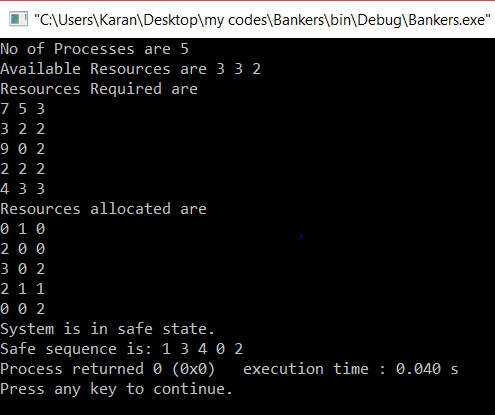 "C:\Users\Karan\Desktop\my codes\Bankers\bin\Debug\Bankers.exe"
No of Processes are 5
Available Resources are 3 3 2
Resources Required are
7 5 3
3 2 2
9 0 2
2 2 2
4 3 3
Resources allocated are
0 1 0
2 0 0
3 0 2
2 1 1
0 0 2
System is in safe state.
Safe sequence is: 1 3 4 0 2
Process returned 0 (0x0)   execution time : 0.040 s
Press any key to continue.